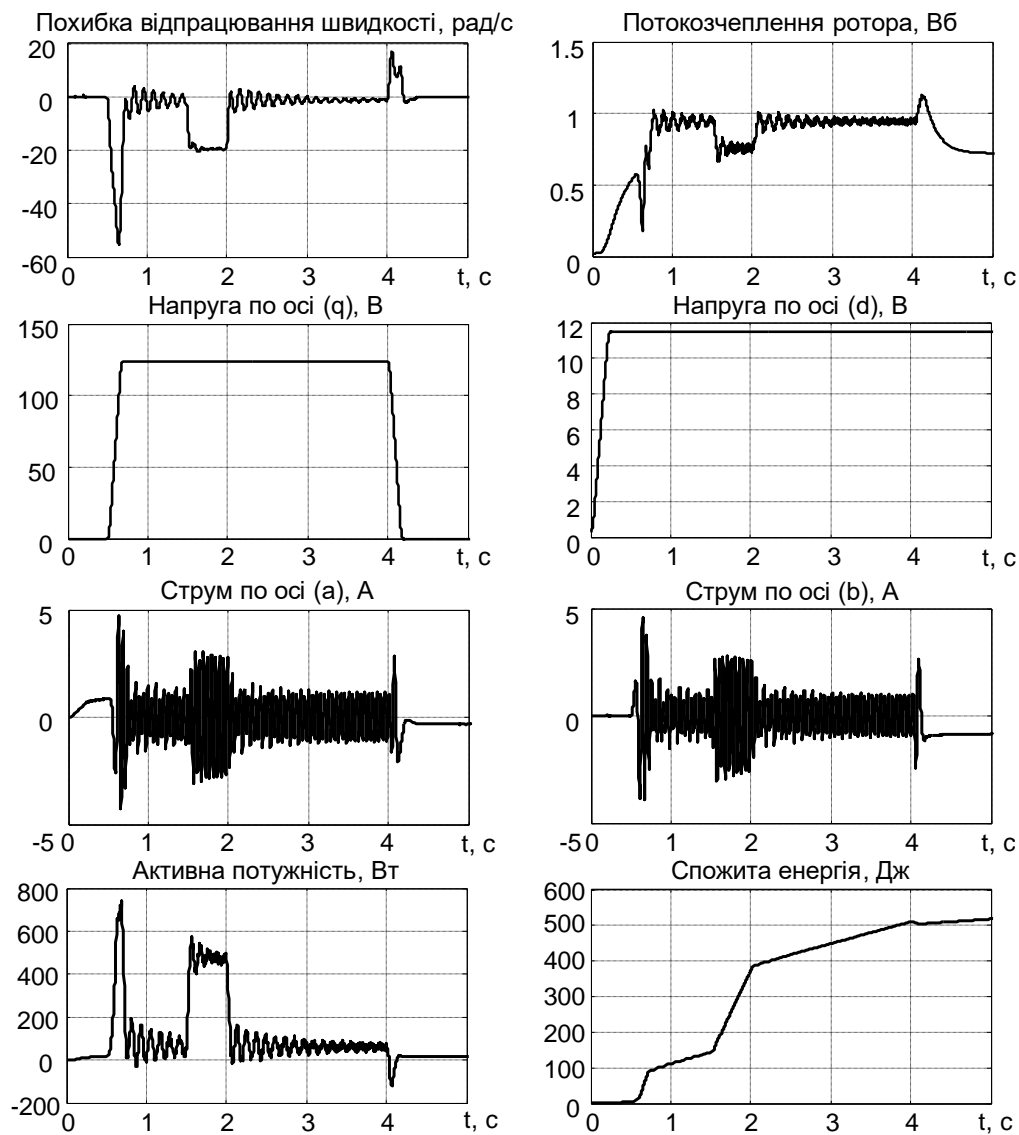 Похибка відпрацювання швидкості, рад/с
20
0
-20
-40
-60
0 1 2 3 4 t, с
Потокозчеплення ротора, Вб
1.5
1
0.5
0
0 1 2 3 4 t, с
Напруга по осі (q), В
150
100
50
0
0 1 2 3 4 t, с
Напруга по осі (d), В
12
10
8
6
4
2
0
0 1 2 3 4 t, с
Струм по осі (a), А
5
0
-5
0 1 2 3 4 t, с
Струм по осі (b), А
5
0
-5
0 1 2 3 4 t, с
Активна потужність, Вт
800
600
400
200
0
-200
0 1 2 3 4 t, с
Спожита енергія, Дж
600
500
400
300
200
100
0
0 1 2 3 4 t, с